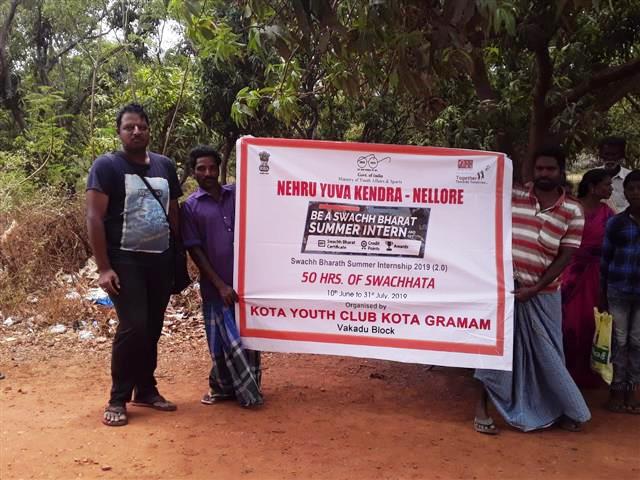 Govt. of India
Ministry of Youth Affairs & Sports
Together
NEHRU YUVA KENDRA - NELLORE
BE A SWACHH BHARAT
SUMMER INTERN AND
Swachh Bharat Certificate
Credit Points
Awards
Swachh Bharath Summer Internship 2019 (2.0)
50 HRS. OF SWACHHATA
10th June to 31st July, 2019
Organised by
KOTA YOUTH CLUB KOTA GRAMAM
Vakadu Block